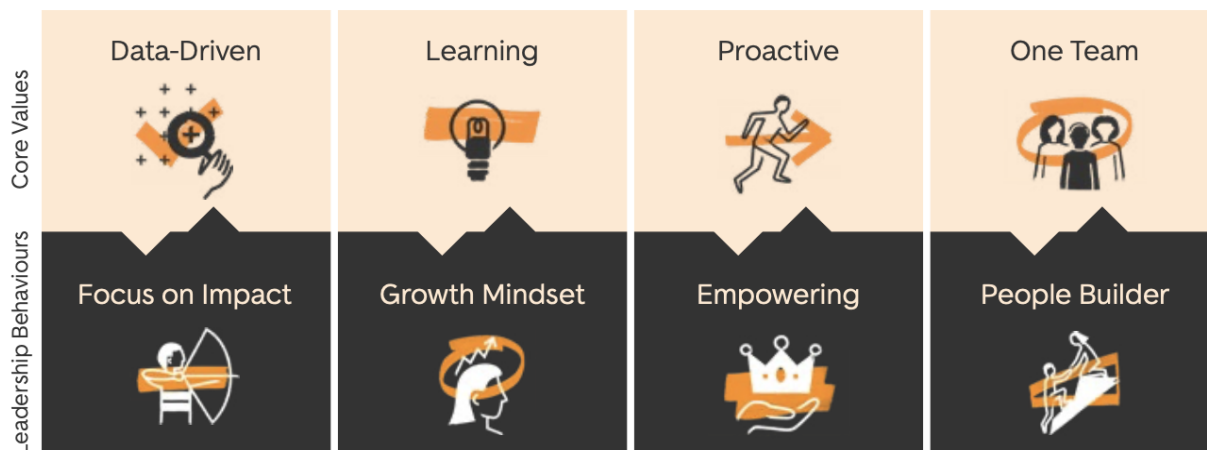 Core Values
Data-Driven
Learning
Proactive
One Team
Leadership Behaviours
Focus on Impact
Growth Mindset
Empowering
People Builder